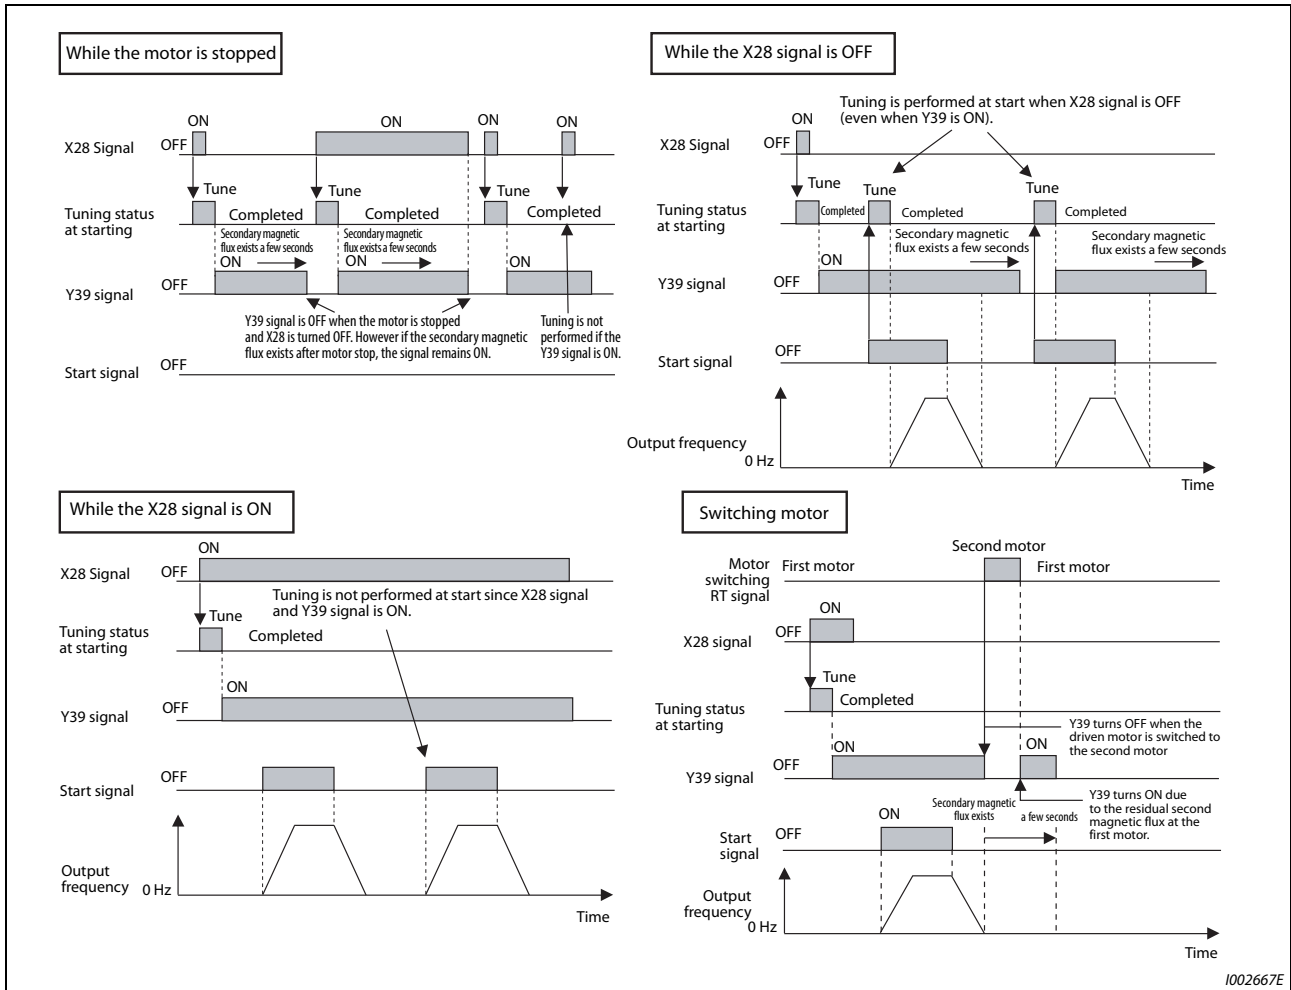 While the motor is stopped
ON
ON
ON
ON
X28 Signal
OFF
Tune
Tune
Tune
Tuning status
at starting
Completed
Completed
Completed
Secondary magnetic
flux exists a few seconds
Secondary magnetic
flux exists a few seconds
ON
ON
ON
Y39 signal
OFF
Y39 signal is OFF when the motor is stopped
and X28 is turned OFF. However if the secondary magnetic
flux exists after motor stop, the signal remains ON.
Tuning is not
performed if the
Y39 signal is ON.
Start signal
OFF
While the X28 signal is OFF
Tuning is performed at start when X28 signal is OFF
(even when Y39 is ON).
ON
X28 Signal
OFF
Tune
Tune
Tune
Tuning status
at starting
Completed
Completed
Completed
Secondary magnetic
flux exists a few seconds
Secondary magnetic
flux exists a few seconds
ON
Y39 signal
OFF
Start signal
OFF
Output frequency
0 Hz
Time
While the X28 signal is ON
ON
X28 Signal
OFF
Tuning is not performed at start since X28 signal
and Y39 signal is ON.
Tune
Tuning status
at starting
Completed
ON
Y39 signal
OFF
Start signal
OFF
Output
frequency
0 Hz
Time
Switching motor
Second motor
Motor
switching
RT signal
First motor
First motor
ON
X28 signal
OFF
Tune
Completed
Tuning status
at starting
Y39 turns OFF when the
driven motor is switched to
the second motor
ON
ON
Y39 signal
OFF
Y39 turns ON due
to the residual second
magnetic flux at the
first motor.
Secondary magnetic
flux exists
a few seconds
ON
Start
signal
OFF
Output
frequency
0 Hz
Time
I002667E